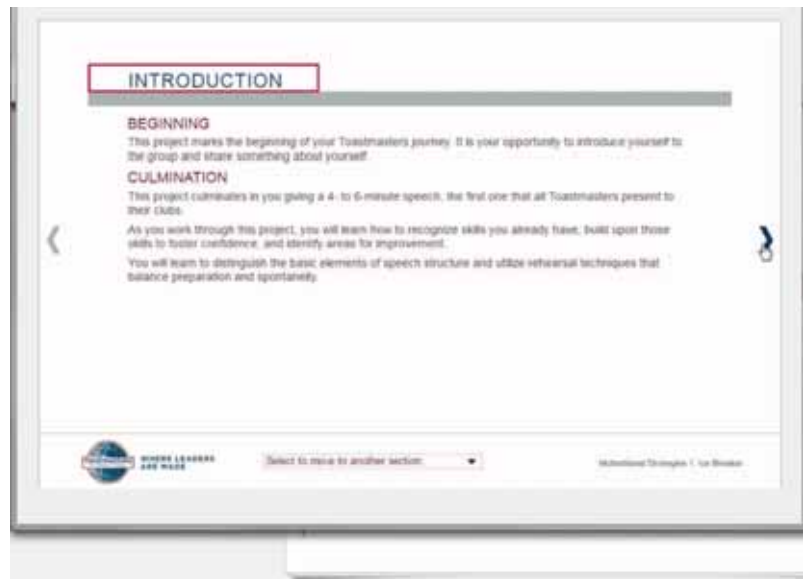 INTRODUCTION
BEGINNING
This project marks the beginning of your Toastmasters journey. It is your opportunity to introduce yourself to
the group and share something about yourself.
CULMINATION
This project culminates in you giving a 4- to 6-minute speech, the first one that all Toastmasters present to
their clubs.
As you work through this project, you will learn how to recognize skills you already have, build upon those
skills to foster confidence, and identify areas for improvement.
You will learn to distinguish the basic elements of speech structure and utilize rehearsal techniques that
balance preparation and spontaneity.
WHERE LEADERS
ARE MADE
Select to move to another section
Motivational Strategies 1 Ice Breaker